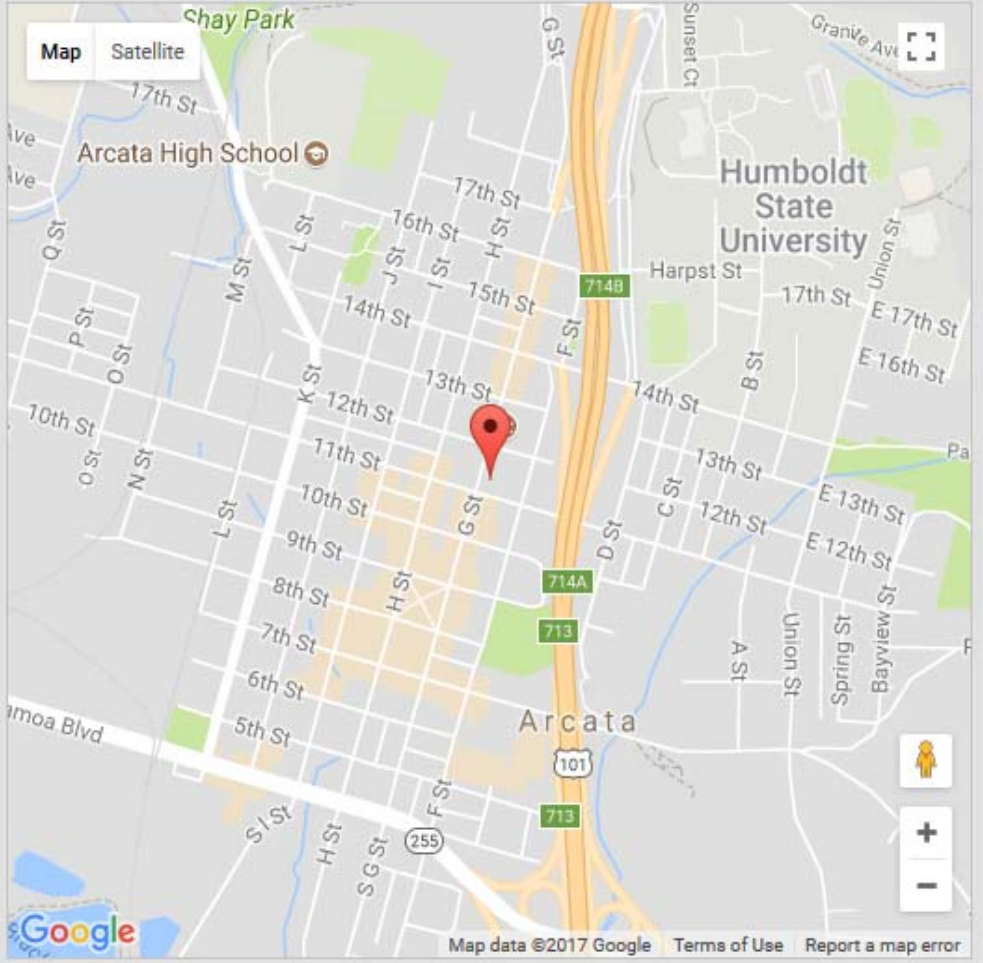 Shay Park
Map
Satellite
G St
Sunset Ct
Granite Ave
17th St
Ave
Arcata High School
Ave
17th St
Humboldt
State
University
16th St
H St
L St
Q St
Union St
J St
I St
M St
Harpst St
714B
15th St
17th St
E 17th St
14th St
P St
F St
E 16th St
O St
B St
K St
13th St
14th St
12th St
10th St
11th St
Pa
O St
N St
13th St
10th St
C St
E 13th St
L St
G St
12th St
9th St
D St
E 12th St
714A
8th St
H St
713
7th St
A St
Union St
Spring St
Bayview St
6th St
amoa Blvd
5th St
Arcata
101
F St
713
S I St
H St
S G St
255
+
−
Google
Map data ©2017 Google
Terms of Use
Report a map error